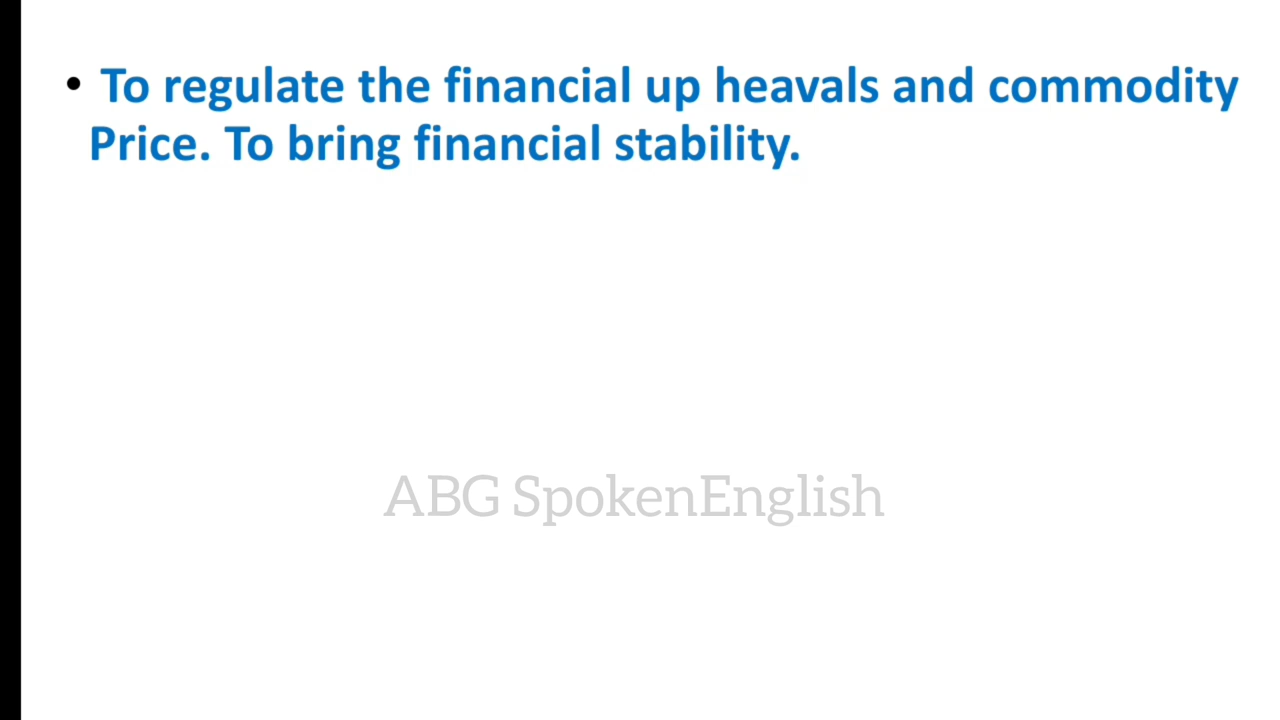 • To regulate the financial up heavals and commodity
Price. To bring financial stability.
ABG SpokenEnglish